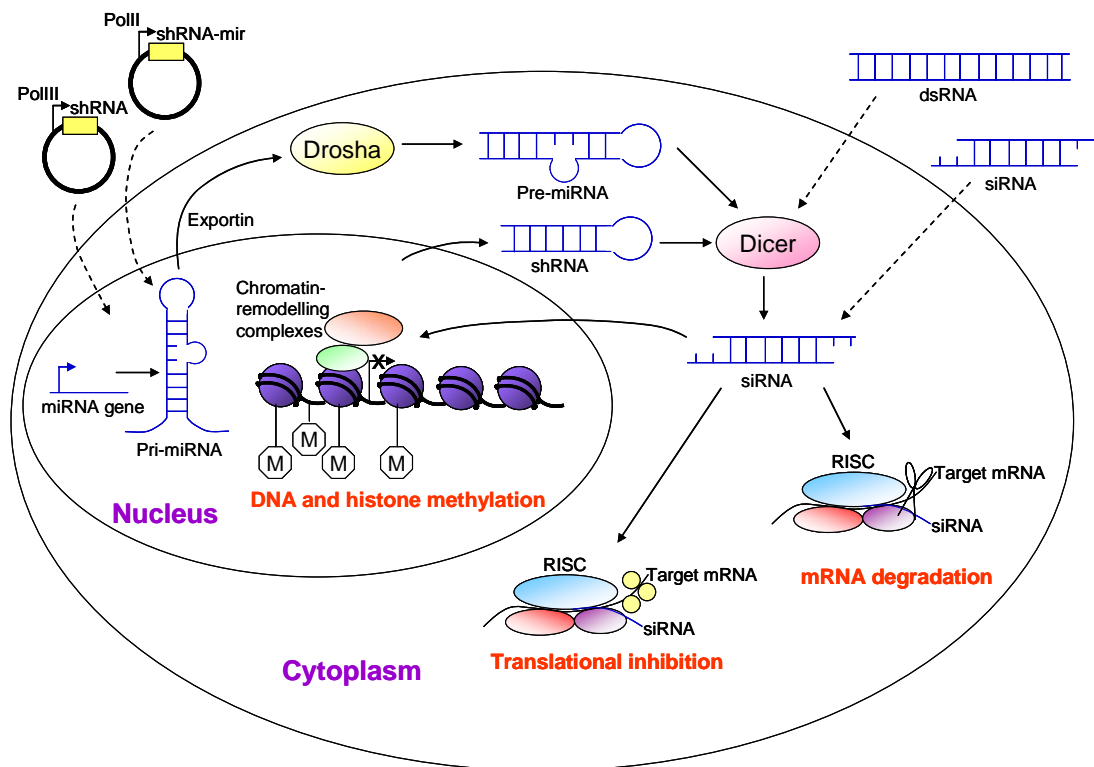 PolII
shRNA-mir
PolIII
shRNA
dsRNA
siRNA
Drosha
Pre-miRNA
Exportin
shRNA
Dicer
Chromatin-
remodelling
complexes
X
siRNA
miRNA gene
Pri-miRNA
M
M
M
M
DNA and histone methylation
Nucleus
RISC
Target mRNA
siRNA
mRNA degradation
RISC
Target mRNA
siRNA
Translational inhibition
Cytoplasm